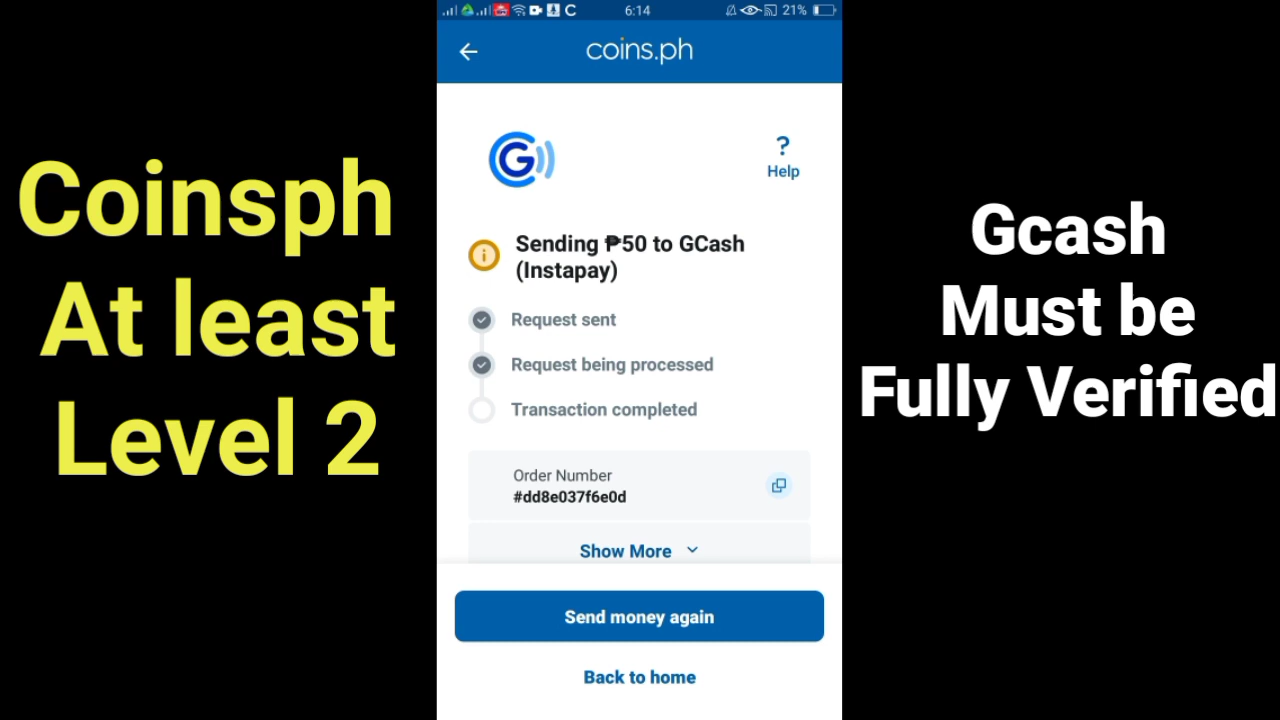 Coinsph
At least
Level 2
6:14
21%
coins.ph
G
?
Help
Sending ₱50 to GCash
(Instapay)
Request sent
Request being processed
Transaction completed
Order Number
#dd8e037f6e0d
Show More
Send money again
Back to home
Gcash
Must be
Fully Verified